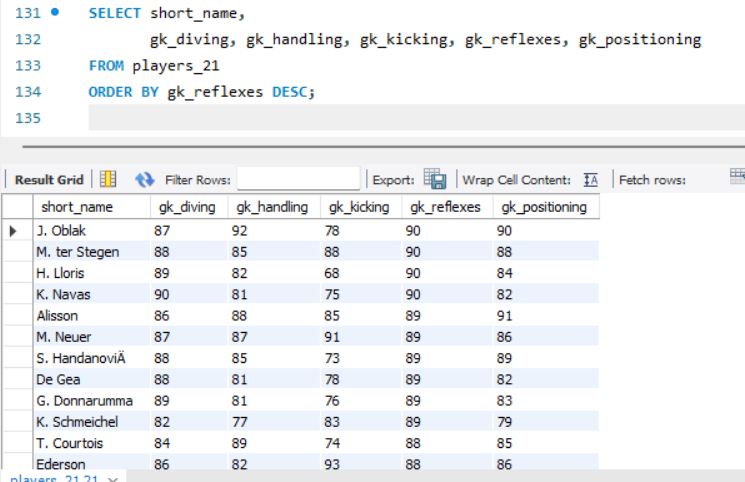 131 SELECT short_name,
132 gk_diving, gk_handling, gk_kicking, gk_reflexes, gk_positioning
133 FROM players_21
134 ORDER BY gk_reflexes DESC;
135
Result Grid Filter Rows: Export: Wrap Cell Content: IA Fetch rows:
short_name gk_diving gk_handling gk_kicking gk_reflexes gk_positioning
J. Oblak 87 92 78 90 90
M. ter Stegen 88 85 88 90 88
H. Lloris 89 82 68 90 84
K. Navas 90 81 75 90 82
Alisson 86 88 85 89 91
M. Neuer 87 87 91 89 86
S. HandanoviÄ 88 85 73 89 89
De Gea 88 81 78 89 82
G. Donnarumma 89 81 76 89 83
K. Schmeichel 82 77 83 89 79
T. Courtois 84 89 74 88 85
Ederson 86 82 93 88 86
players_21 21